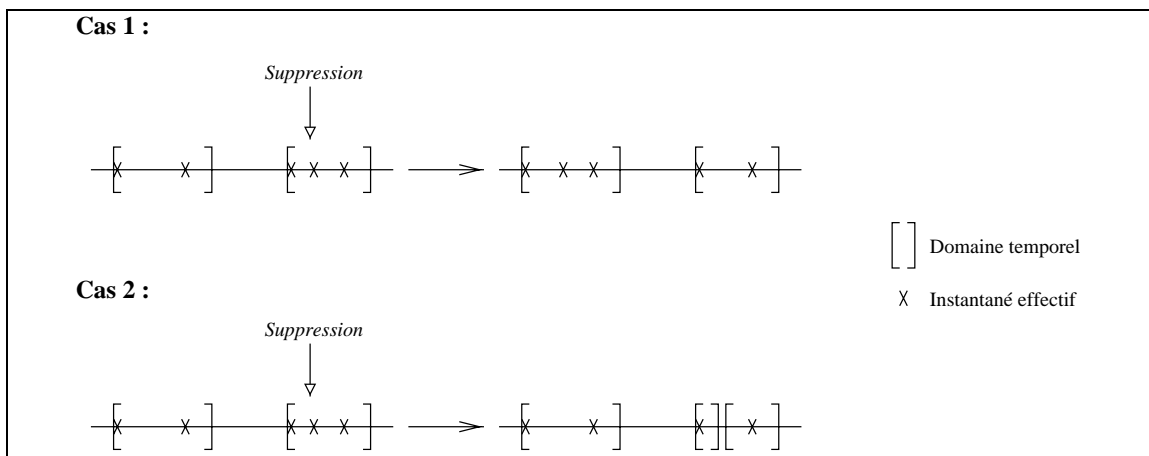 Cas 1 :
Suppression
Domaine temporel
Cas 2 :
Instantané effectif
Suppression